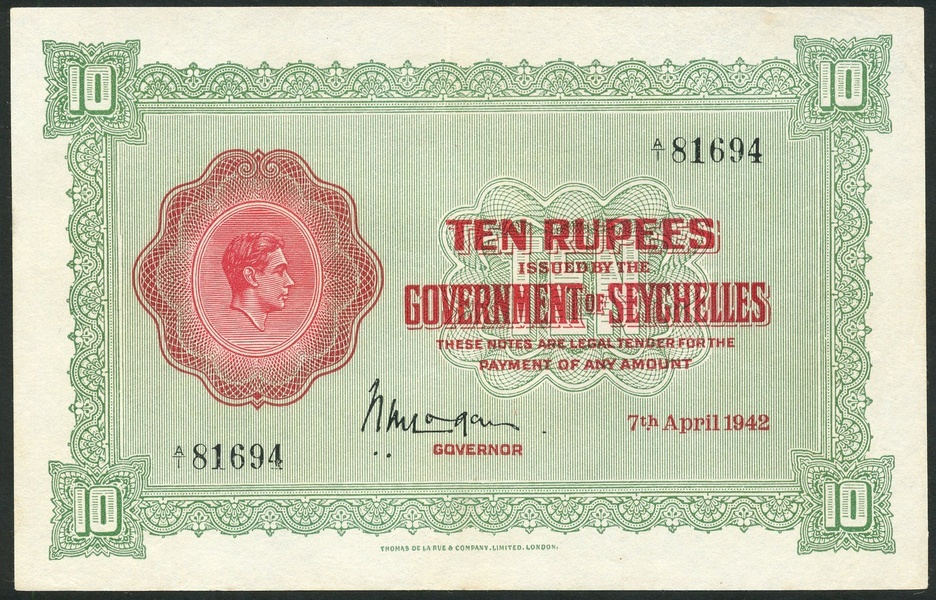 10 10
A/1 81694
TEN RUPEES
ISSUED BY THE
GOVERNMENT OF SEYCHELLES
THESE NOTES ARE LEGAL TENDER FOR THE
PAYMENT OF ANY AMOUNT
TEN
7th April 1942
GOVERNOR
A/1 81694
10 10
THOMAS DE LA RUE & COMPANY, LIMITED, LONDON.